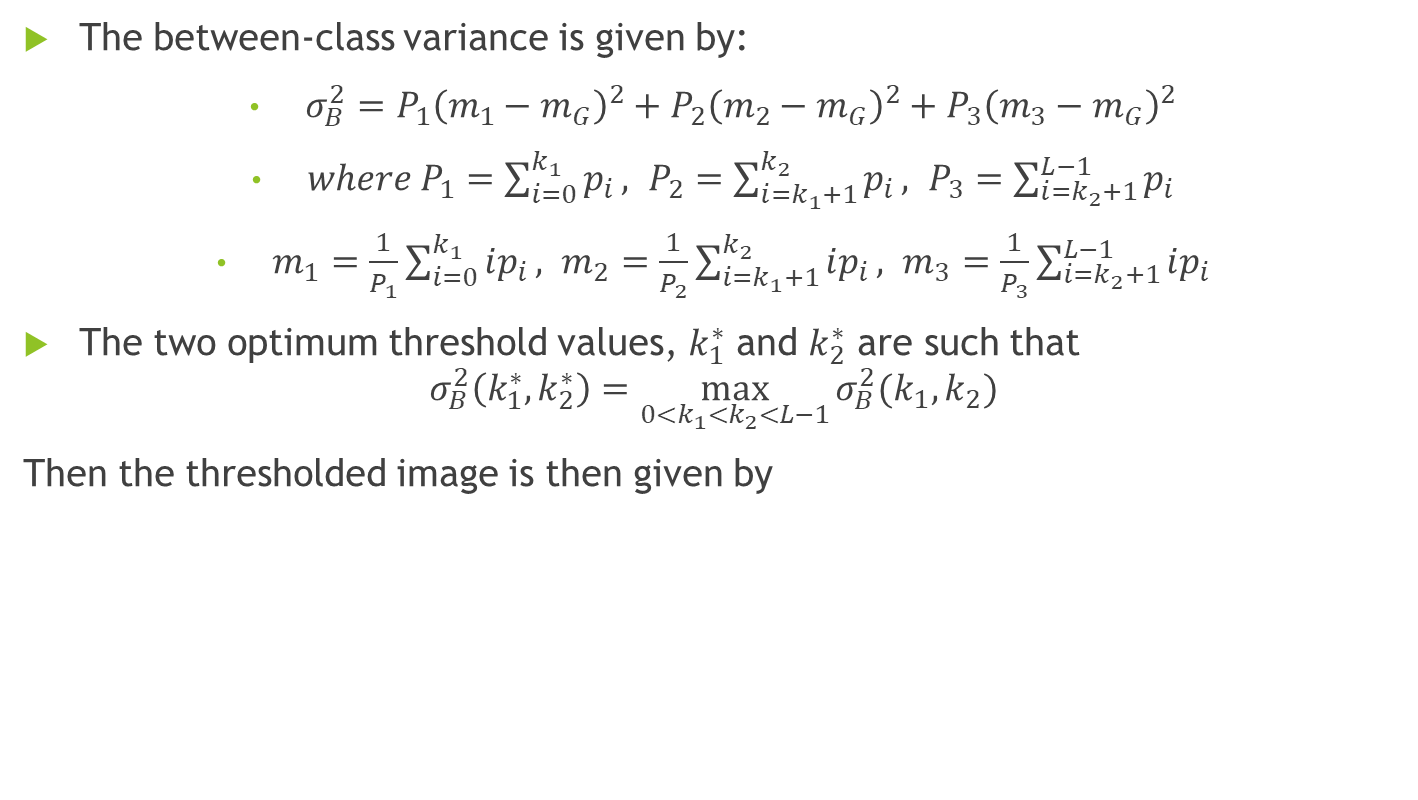 ▶ The between-class variance is given by:
• σ_B^2 = P_1(m_1 − m_G)^2 + P_2(m_2 − m_G)^2 + P_3(m_3 − m_G)^2
• where P_1 = ∑_{i=0}^{k_1} p_i , P_2 = ∑_{i=k_1+1}^{k_2} p_i , P_3 = ∑_{i=k_2+1}^{L−1} p_i
• m_1 = \frac{1}{P_1} ∑_{i=0}^{k_1} ip_i , m_2 = \frac{1}{P_2} ∑_{i=k_1+1}^{k_2} ip_i , m_3 = \frac{1}{P_3} ∑_{i=k_2+1}^{L−1} ip_i
▶ The two optimum threshold values, k_1^* and k_2^* are such that
σ_B^2(k_1^*, k_2^*) = max_{0<k_1<k_2<L−1} σ_B^2(k_1, k_2)
Then the thresholded image is then given by